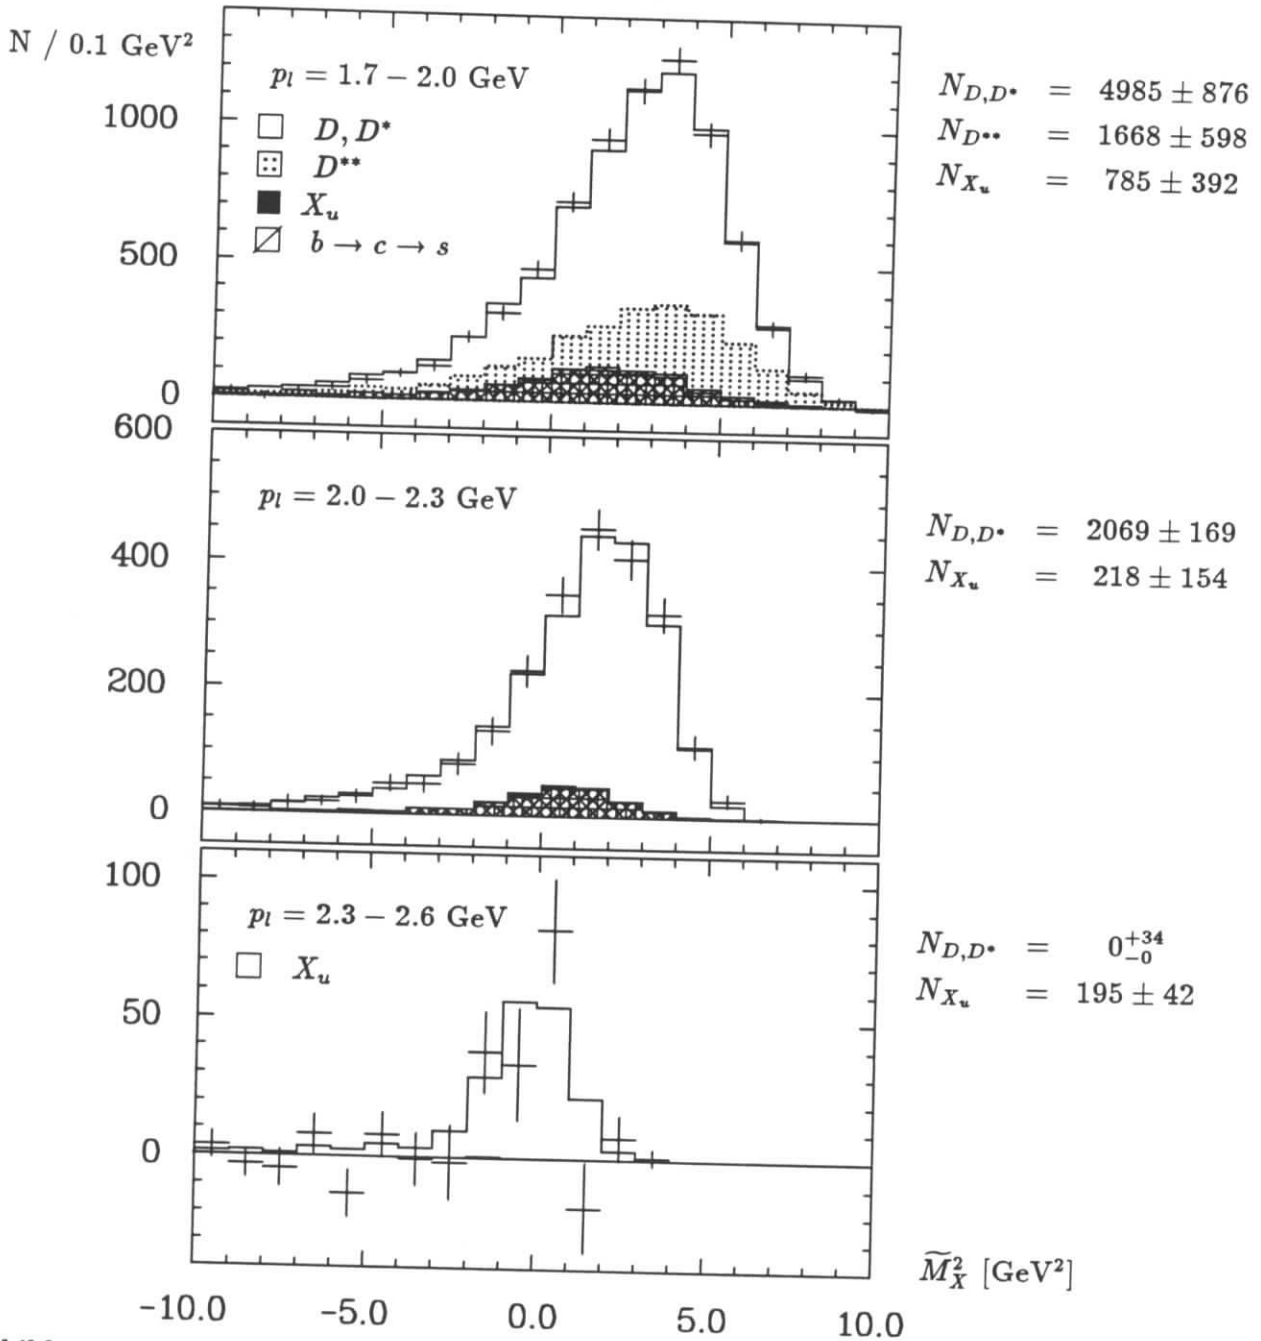 N / 0.1 GeV²
p_l = 1.7 − 2.0 GeV
D, D*
D**
X_u
b → c → s
1000
500
0
N_{D,D*} = 4985 ± 876
N_{D**} = 1668 ± 598
N_{X_u} = 785 ± 392
600
p_l = 2.0 − 2.3 GeV
400
200
0
N_{D,D*} = 2069 ± 169
N_{X_u} = 218 ± 154
100
p_l = 2.3 − 2.6 GeV
X_u
50
0
N_{D,D*} = 0^{+34}_{−0}
N_{X_u} = 195 ± 42
M̃²_X [GeV²]
-10.0 -5.0 0.0 5.0 10.0